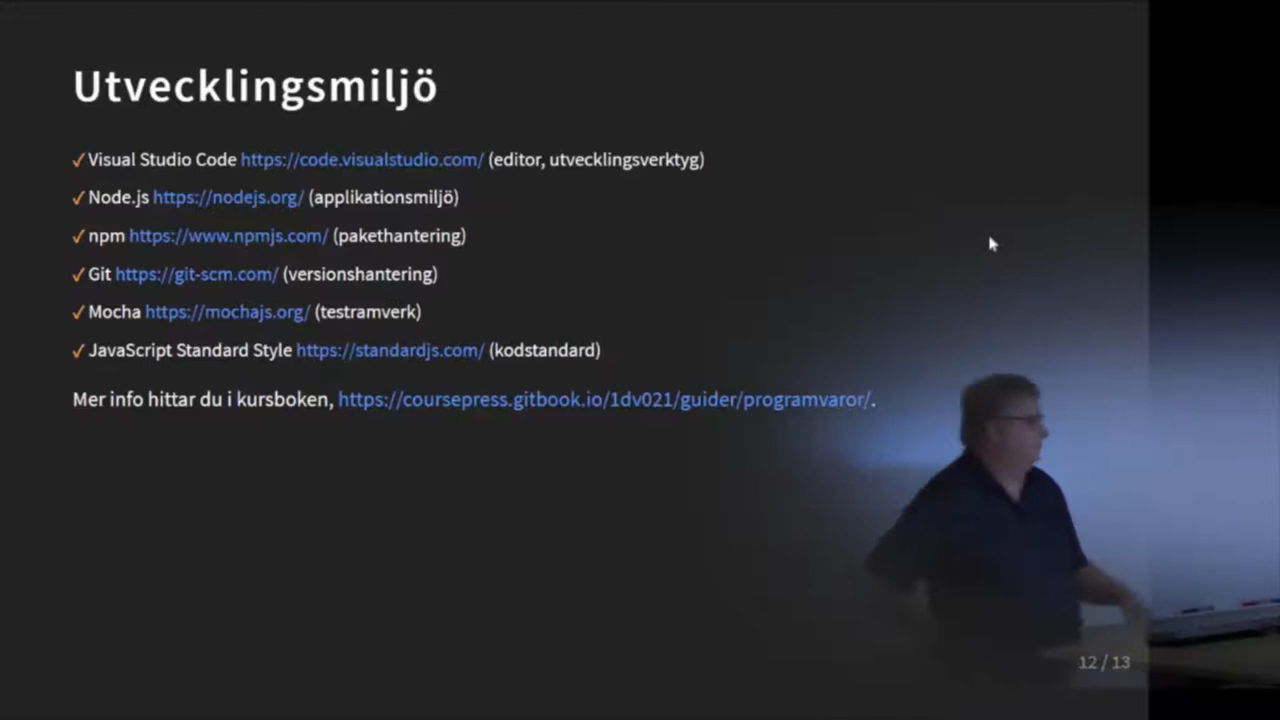 Utvecklingsmiljö
✓ Visual Studio Code https://code.visualstudio.com/ (editor, utvecklingsverktyg)
✓ Node.js https://nodejs.org/ (applikationsmiljö)
✓ npm https://www.npmjs.com/ (pakethantering)
✓ Git https://git-scm.com/ (versionshantering)
✓ Mocha https://mochajs.org/ (testramverk)
✓ JavaScript Standard Style https://standardjs.com/ (kodstandard)
Mer info hittar du i kursboken, https://coursepress.gitbook.io/1dv021/guider/programvaror/.
12 / 13